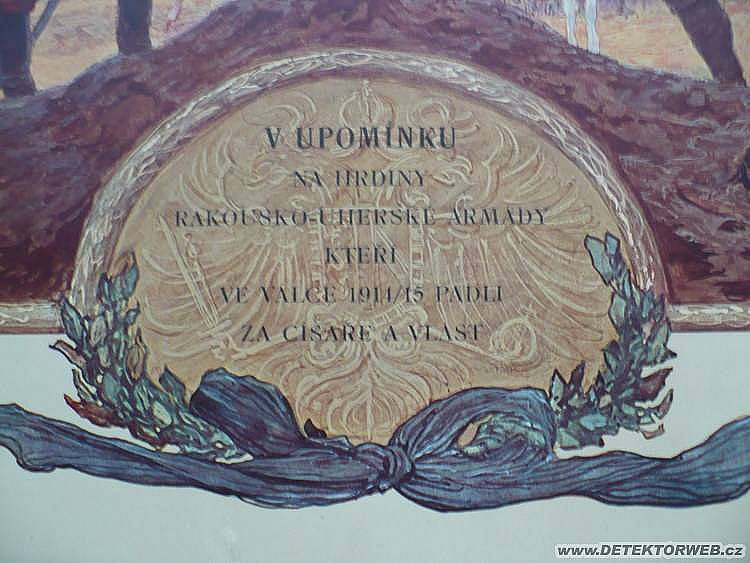 V UPOMÍNKU
NA HRDINY
RAKOUSKO-UHERSKÉ ARMÁDY
KTEŘÍ
VE VÁLCE 1914/15 PADLI
ZA CÍSAŘE A VLAST
www.DETEKTORWEB.cz